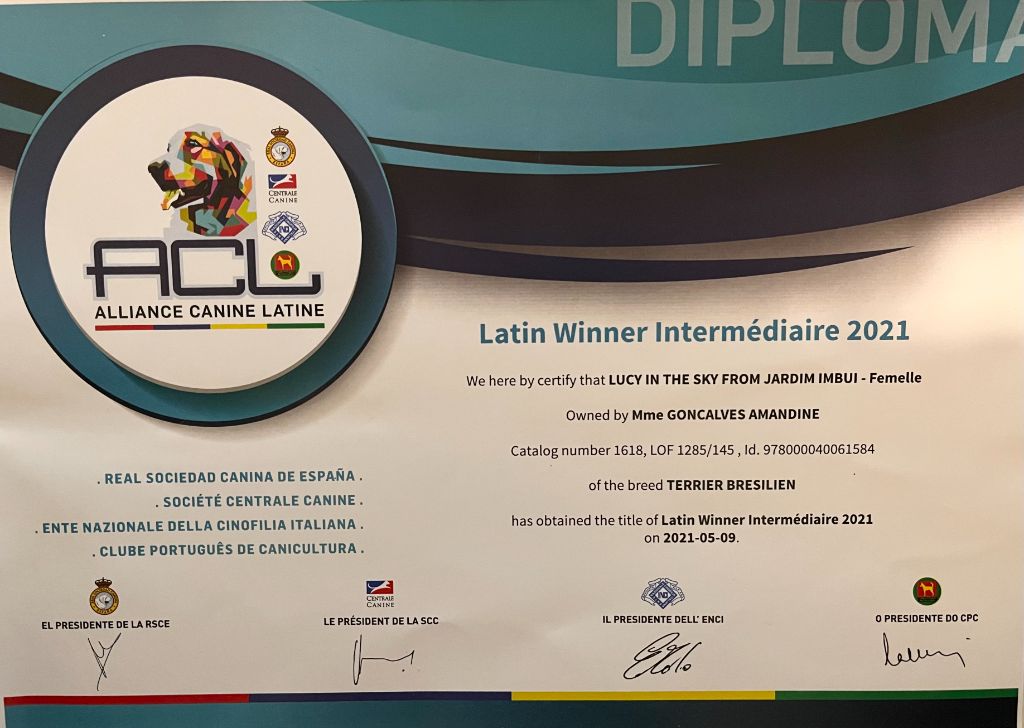 DIPLOMA
CENTRALE
CANINE
ACL
ALLIANCE CANINE LATINE
Latin Winner Intermédiaire 2021
We here by certify that LUCY IN THE SKY FROM JARDIM IMBUI - Femelle
Owned by Mme GONCALVES AMANDINE
Catalog number 1618, LOF 1285/145 , Id. 978000040061584
of the breed TERRIER BRESILIEN
has obtained the title of Latin Winner Intermédiaire 2021
on 2021-05-09.
. REAL SOCIEDAD CANINA DE ESPAÑA .
. SOCIÉTÉ CENTRALE CANINE .
. ENTE NAZIONALE DELLA CINOFILIA ITALIANA .
. CLUBE PORTUGUÊS DE CANICULTURA .
EL PRESIDENTE DE LA RSCE
CENTRALE
CANINE
LE PRÉSIDENT DE LA SCC
IL PRESIDENTE DELL' ENCI
O PRESIDENTE DO CPC